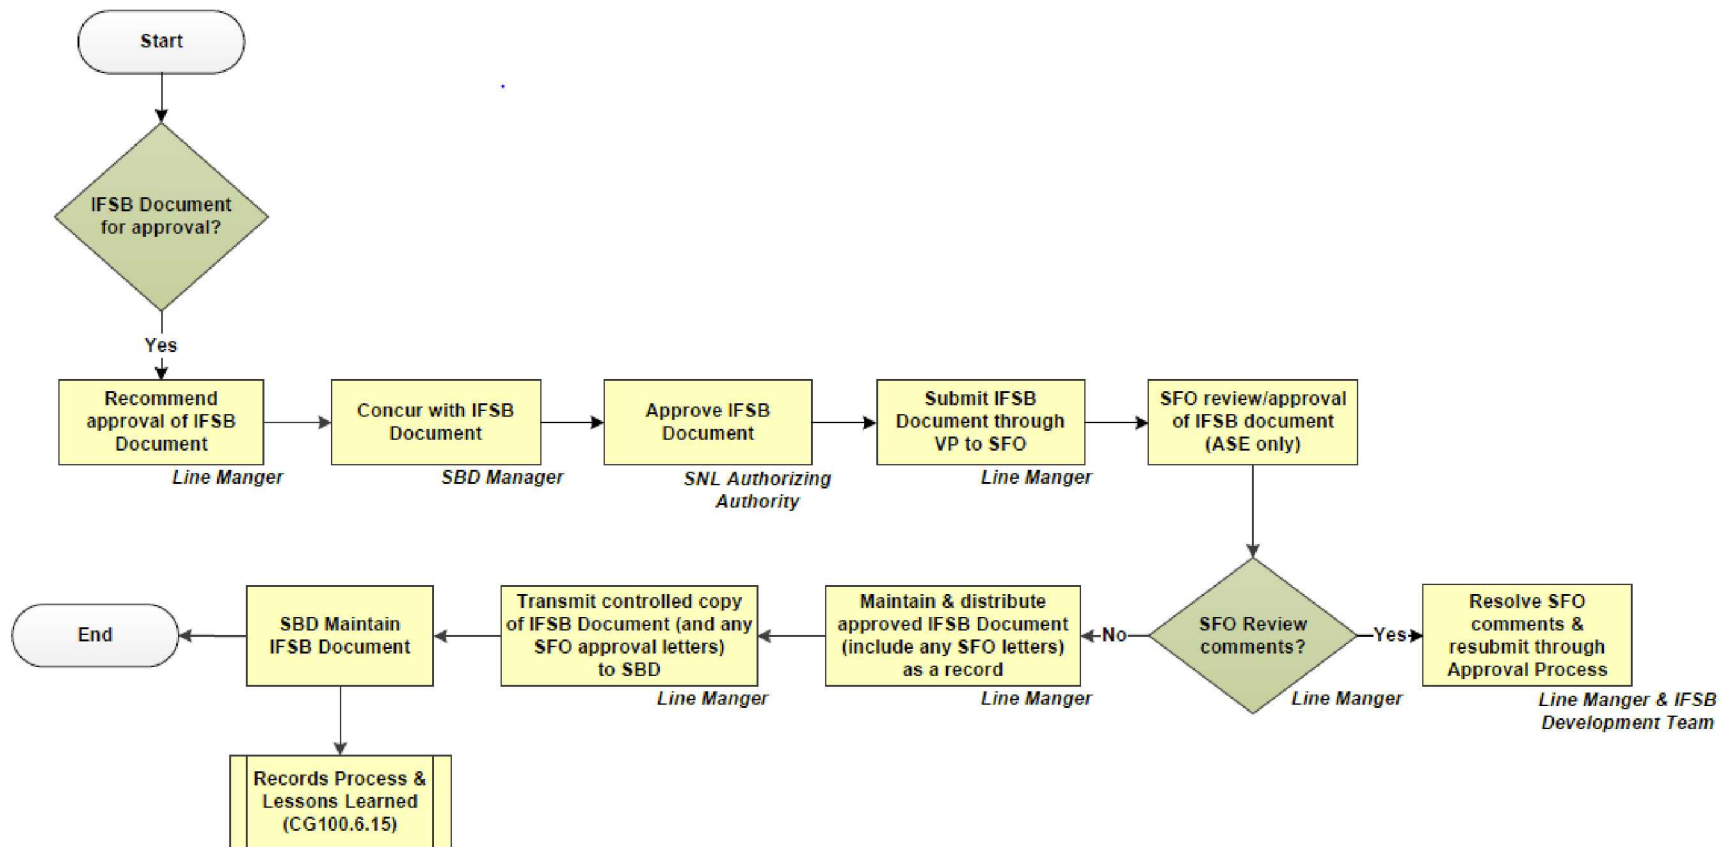 Start
IFSB Document
for approval?
Yes
Recommend
approval of IFSB
Document
Line Manger
Concur with IFSB
Document
SBD Manager
Approve IFSB
Document
SNL Authorizing
Authority
Submit IFSB
Document through
VP to SFO
Line Manger
SFO review/approval
of IFSB document
(ASE only)
SFO Review
comments?
Line Manger
Yes
Resolve SFO
comments &
resubmit through
Approval Process
Line Manger & IFSB
Development Team
No
Maintain & distribute
approved IFSB Document
(include any SFO letters)
as a record
Line Manger
Transmit controlled copy
of IFSB Document (and any
SFO approval letters)
to SBD
Line Manger
SBD Maintain
IFSB Document
End
Records Process &
Lessons Learned
(CG100.6.15)